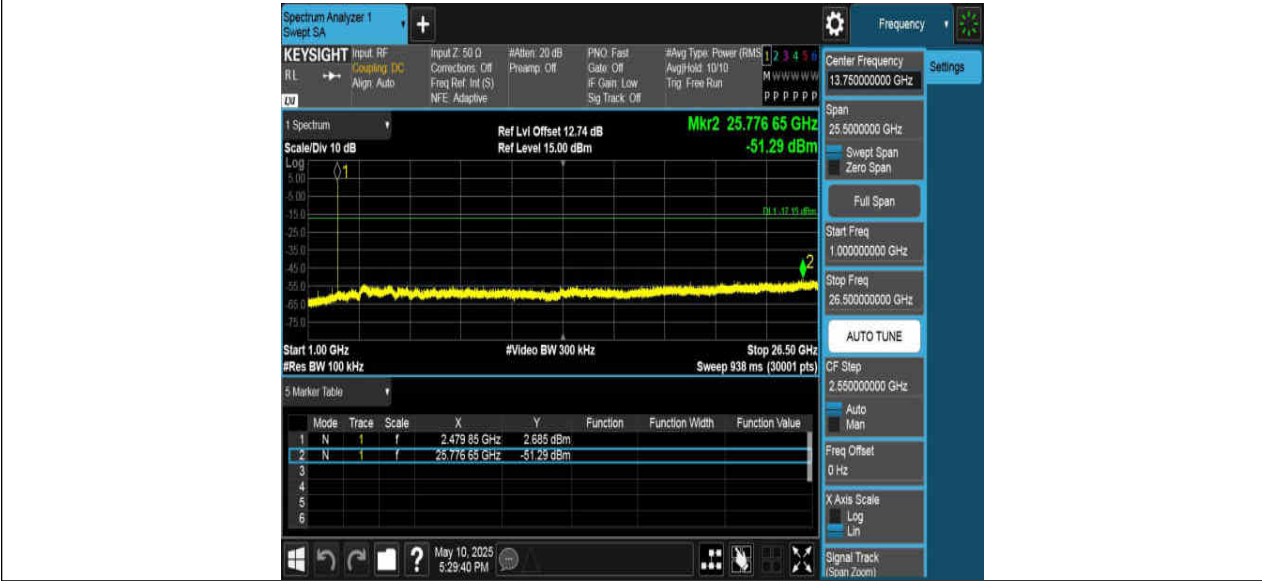 Spectrum Analyzer 1
Swept SA
+
Frequency
KEYSIGHT
RL
LXI
Input: RF
Coupling: DC
Align: Auto
Input Z: 50 Ω
Corrections: Off
Freq Ref: Int (S)
NFE: Adaptive
#Atten: 20 dB
Preamp: Off
PNO: Fast
Gate: Off
IF Gain: Low
Sig Track: Off
#Avg Type: Power (RMS
Avg|Hold: 10/10
Trig: Free Run
1 2 3 4 5 6
M W W W W W
P P P P P P
1 Spectrum
Scale/Div 10 dB
Ref Lvl Offset 12.74 dB
Ref Level 15.00 dBm
Mkr2 25.776 65 GHz
-51.29 dBm
Log
5.00
-5.00
-15.0
-25.0
-35.0
-45.0
-55.0
-65.0
-75.0
1
DL1 -17.15 dBm
2
Start 1.00 GHz
#Res BW 100 kHz
#Video BW 300 kHz
Stop 26.50 GHz
Sweep 938 ms (30001 pts)
5 Marker Table
Mode Trace Scale X Y Function Function Width Function Value
1 N 1 f 2.479 85 GHz 2.685 dBm
2 N 1 f 25.776 65 GHz -51.29 dBm
3
4
5
6
?
May 10, 2025
5:29:40 PM
Center Frequency
13.750000000 GHz
Settings
Span
25.5000000 GHz
Swept Span
Zero Span
Full Span
Start Freq
1.000000000 GHz
Stop Freq
26.500000000 GHz
AUTO TUNE
CF Step
2.550000000 GHz
Auto
Man
Freq Offset
0 Hz
X Axis Scale
Log
Lin
Signal Track
(Span Zoom)